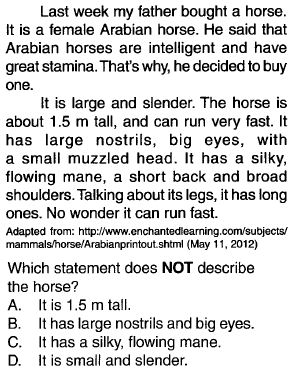 Last week my father bought a horse.
It is a female Arabian horse. He said that
Arabian horses are intelligent and have
great stamina. That's why, he decided to buy
one.
It is large and slender. The horse is
about 1.5 m tall, and can run very fast. It
has large nostrils, big eyes, with
a small muzzled head. It has a silky,
flowing mane, a short back and broad
shoulders. Talking about its legs, it has long
ones. No wonder it can run fast.
Adapted from: http://www.enchantedlearning.com/subjects/
mammals/horse/Arabianprintout.shtml (May 11, 2012)
Which statement does NOT describe
the horse?
A. It is 1.5 m tall.
B. It has large nostrils and big eyes.
C. It has a silky, flowing mane.
D. It is small and slender.